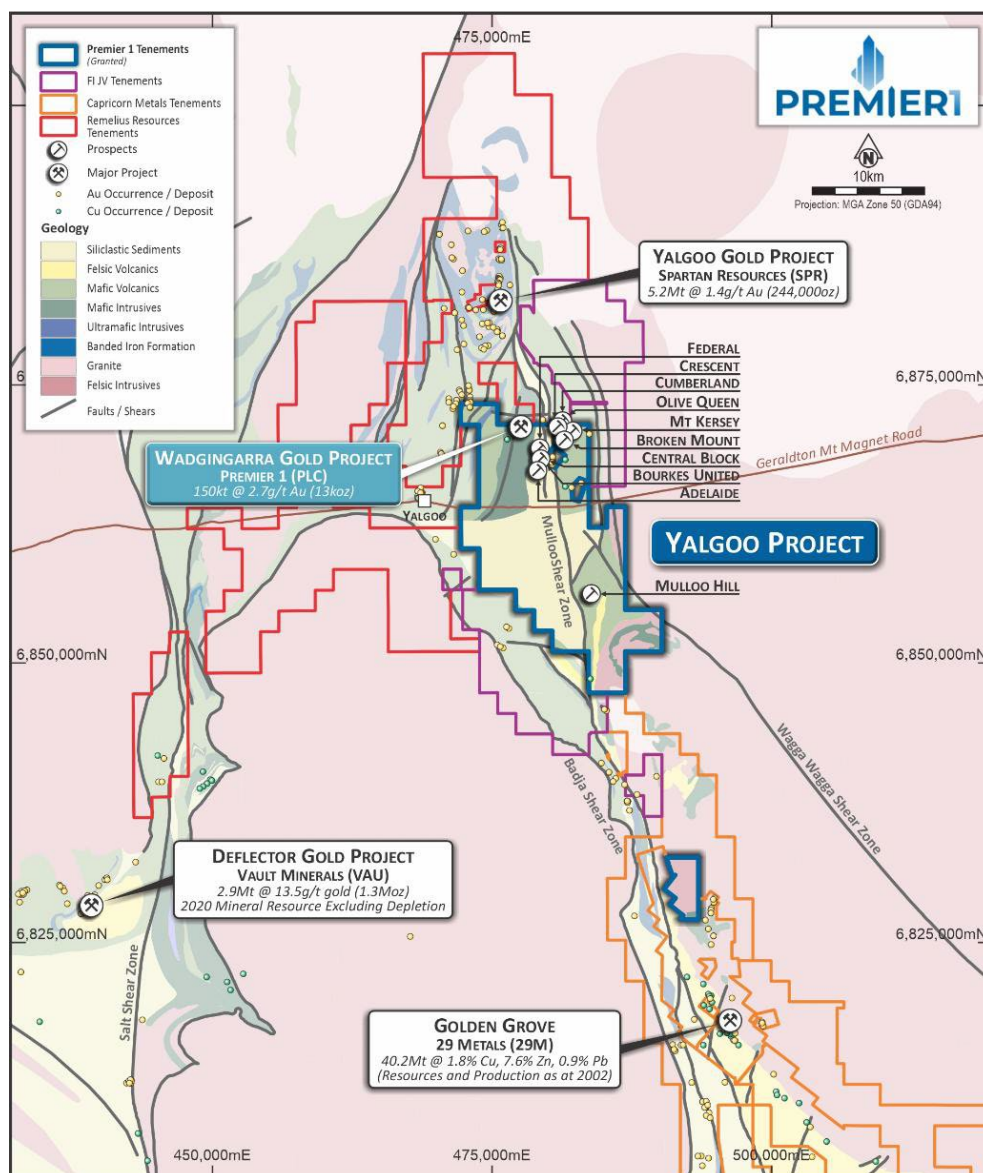 475,000mE
Premier 1 Tenements
(Granted)
FI JV Tenements
Capricorn Metals Tenements
Remelius Resources
Tenements
Prospects
Major Project
Au Occurrence / Deposit
Cu Occurrence / Deposit
Geology
Siliclastic Sediments
Felsic Volcanics
Mafic Volcanics
Mafic Intrusives
Ultramafic Intrusives
Banded Iron Formation
Granite
Felsic Intrusives
Faults / Shears
PREMIER1
N
10km
Projection: MGA Zone 50 (GDA94)
YALGOO GOLD PROJECT
SPARTAN RESOURCES (SPR)
5.2Mt @ 1.4g/t Au (244,000oz)
FEDERAL
CRESCENT
CUMBERLAND
OLIVE QUEEN
MT KERSEY
BROKEN MOUNT
CENTRAL BLOCK
BOURKES UNITED
ADELAIDE
6
6,875,000mN
Geraldton Mt Magnet Road
WADGINGARRA GOLD PROJECT
PREMIER 1 (PLC)
150kt @ 2.7g/t Au (13koz)
YALGOO
YALGOO PROJECT
MullooShear Zone
MULLOO HILL
6,850,000mN
6,850,000mN
Wagga Wagga Shear Zone
Badja Shear Zone
DEFLECTOR GOLD PROJECT
VAULT MINERALS (VAU)
2.9Mt @ 13.5g/t gold (1.3Moz)
2020 Mineral Resource Excluding Depletion
6,825,000mN
6,825,000mN
Salt Shear Zone
GOLDEN GROVE
29 METALS (29M)
40.2Mt @ 1.8% Cu, 7.6% Zn, 0.9% Pb
(Resources and Production as at 2002)
450,000mE
475,000mE
500,000mE